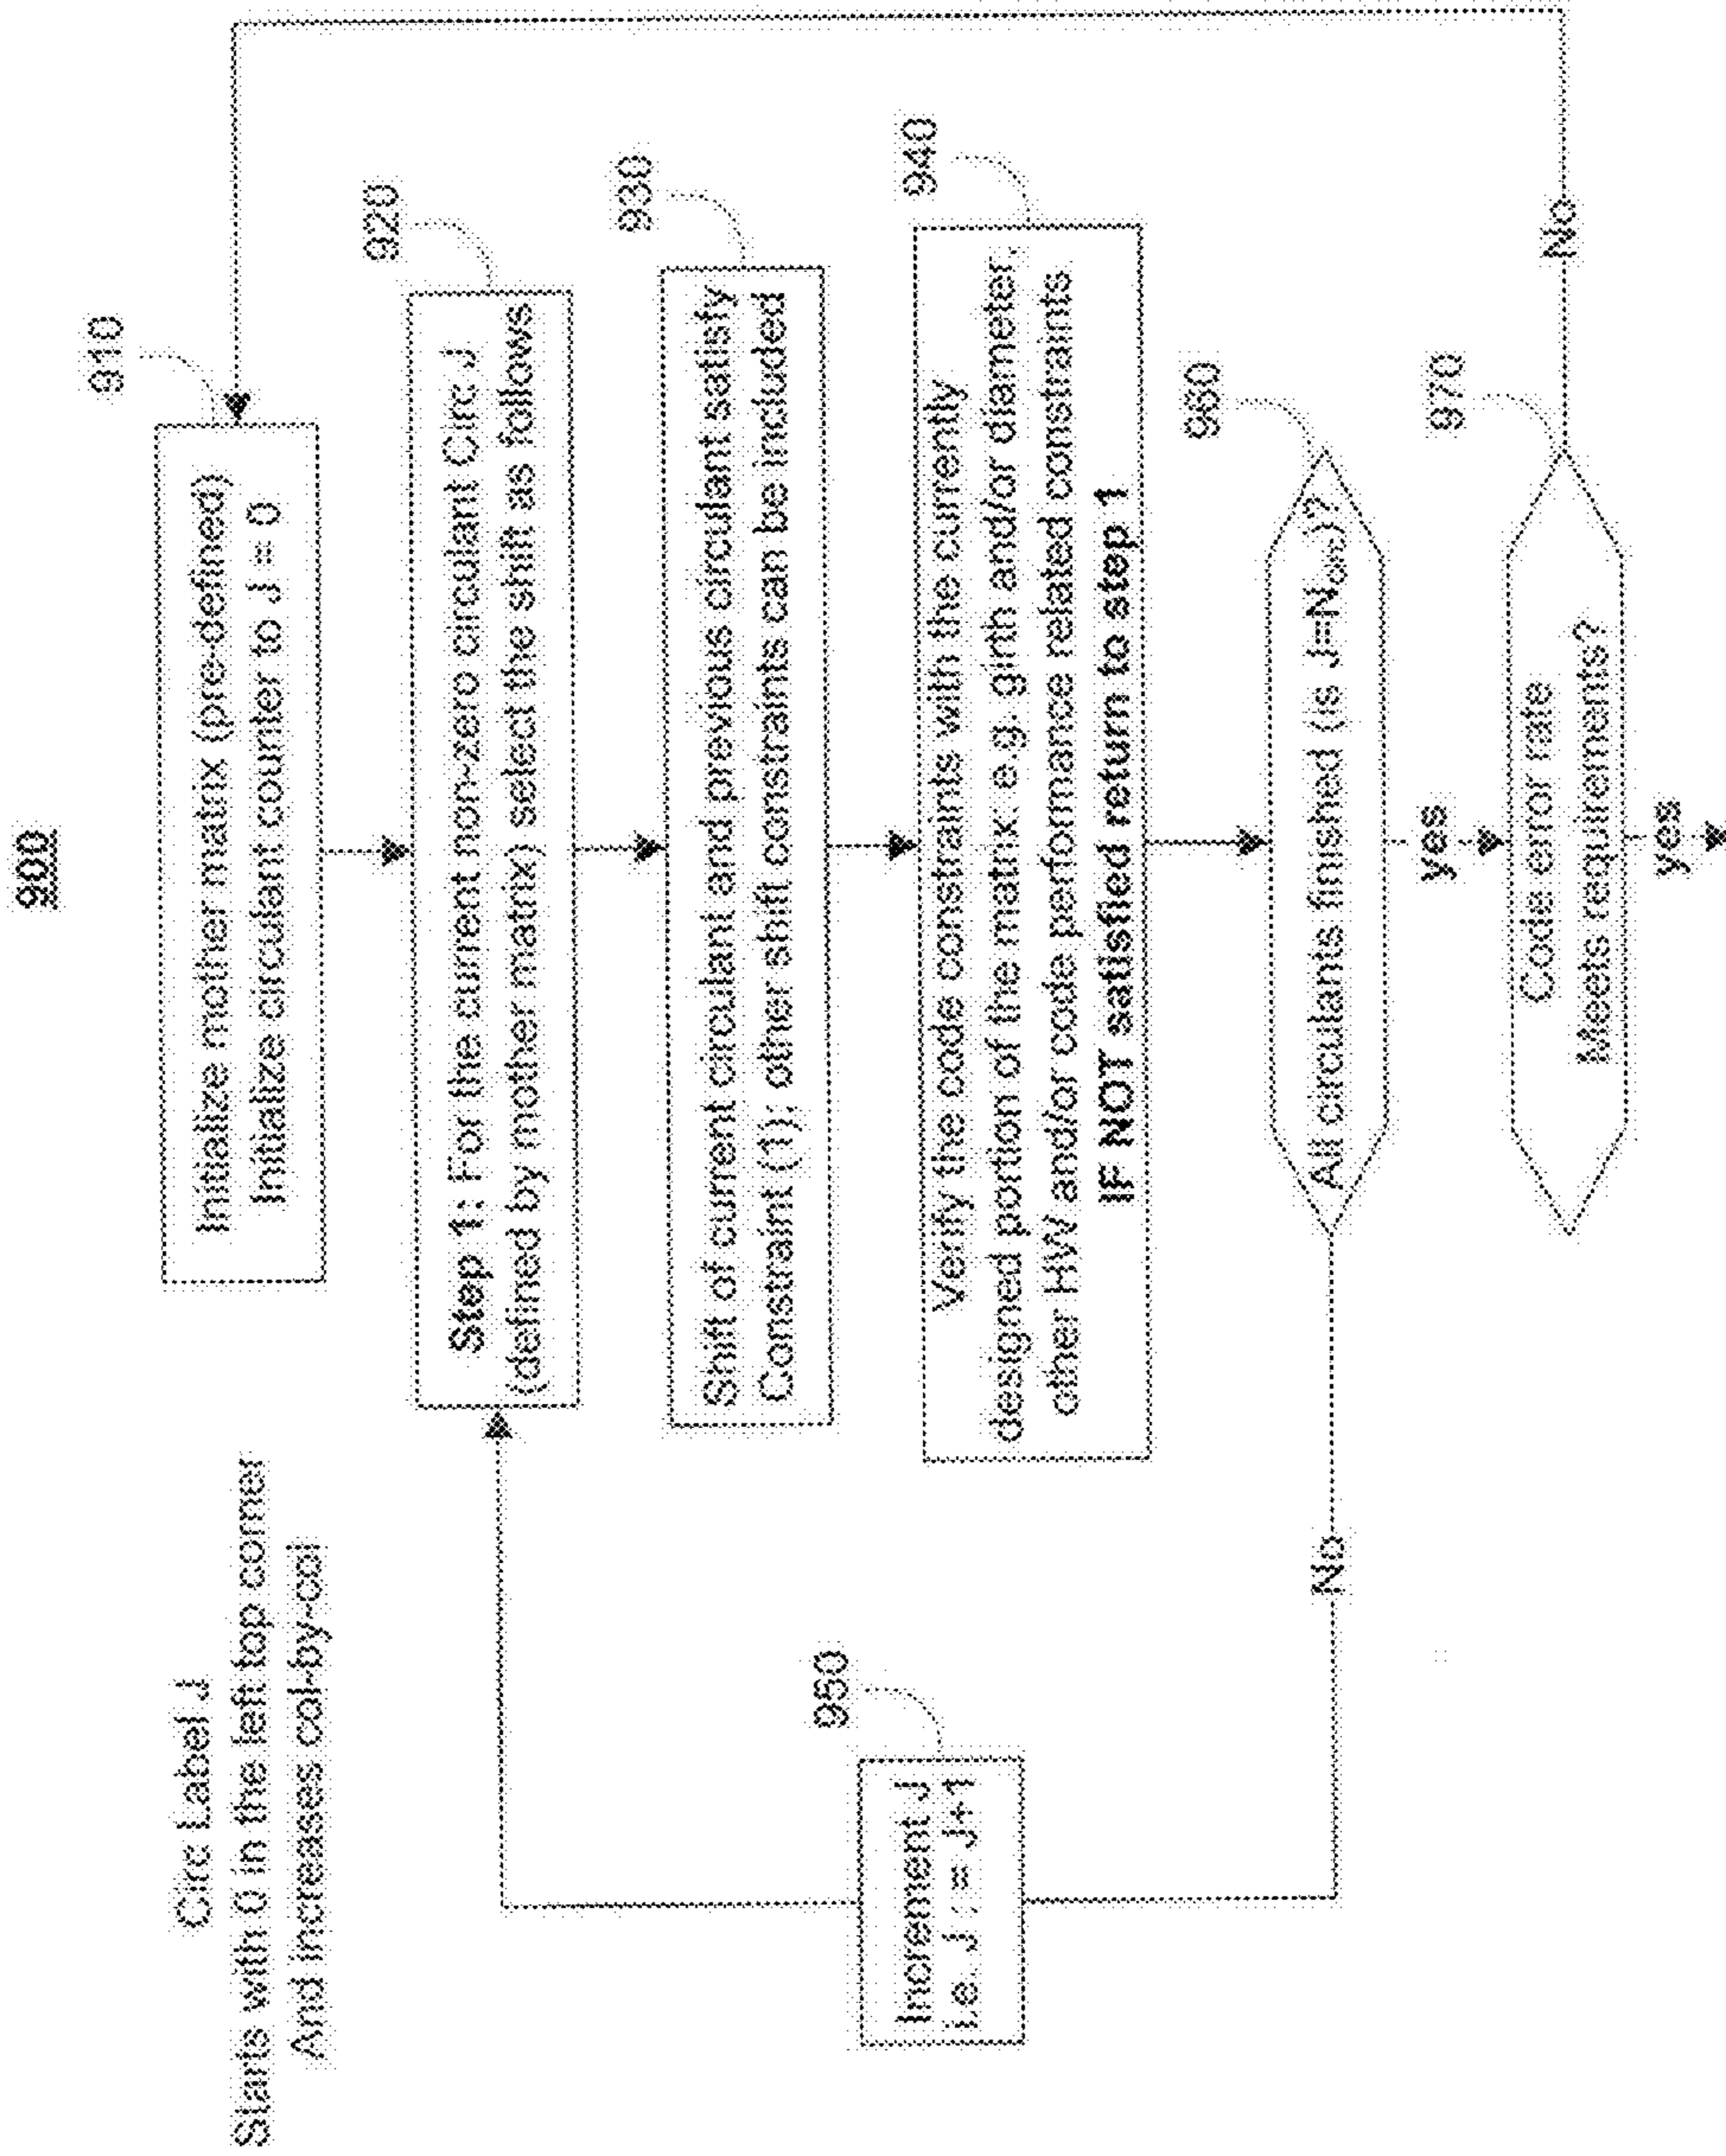 900
Circ Label J
Starts with 0 in the left top corner
And increases col-by-col
910
Initialize mother matrix (pre-defined)
Initialize circulant counter to J = 0
920
Step 1: For the current non-zero circulant Circ J
(defined by mother matrix) select the shift as follows
930
Shift of current circulant and previous circulant satisfy
Constraint (1); other shift constraints can be included
940
Verify the code constraints with the currently
designed portion of the matrix: e.g. girth and/or diameter,
other HW and/or code performance related constraints
IF NOT satisfied return to step 1
950
Increment J
i.e. J := J+1
960
All circulants finished (is J=N)?
No
yes
970
Code error rate
Meets requirements?
No
yes